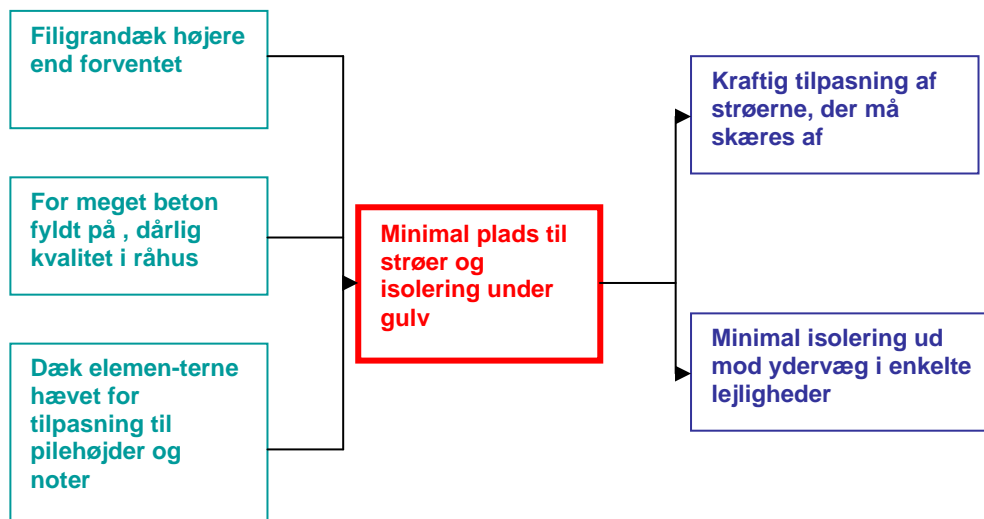 Filigrandæk højere
end forventet
For meget beton
fyldt på , dårlig
kvalitet i råhus
Dæk elemen-terne
hævet for
tilpasning til
pilehøjder og
noter
Minimal plads til
strøer og
isolering under
gulv
Kraftig tilpasning af
strøerne, der må
skæres af
Minimal isolering ud
mod ydervæg i enkelte
lejligheder